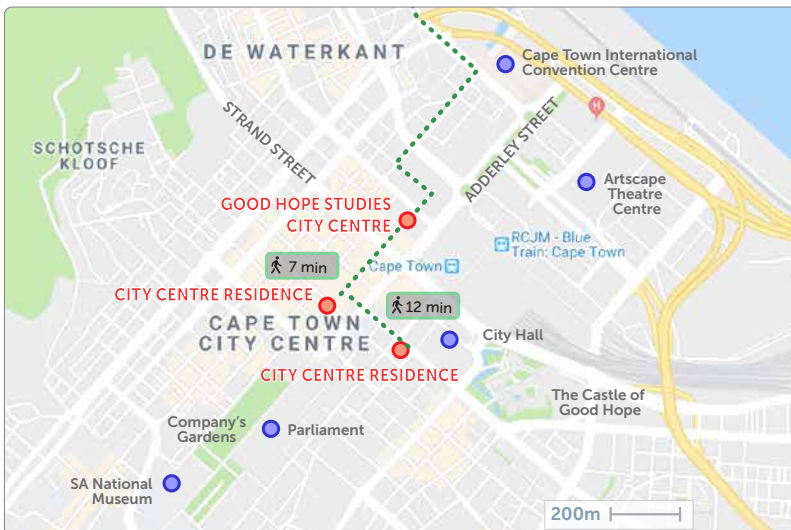 DE WATERKANT
Cape Town International
Convention Centre
STRAND STREET
ADDERLEY STREET
H
SCHOTSCHE
KLOOF
Artscape
Theatre
Centre
GOOD HOPE STUDIES
CITY CENTRE
RCJM - Blue
Train: Cape Town
7 min
Cape Town
CITY CENTRE RESIDENCE
12 min
CAPE TOWN
CITY CENTRE
City Hall
CITY CENTRE RESIDENCE
The Castle of
Good Hope
Company's
Gardens
Parliament
SA National
Museum
200m